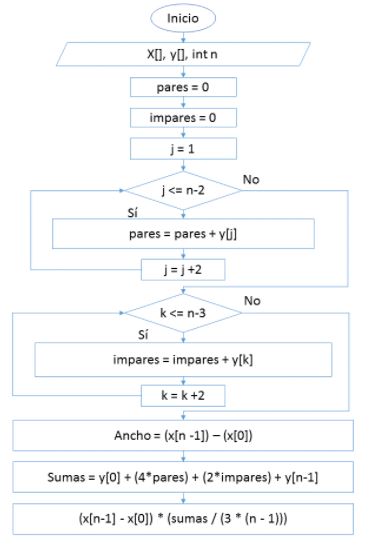 Inicio
X[], y[], int n
pares = 0
impares = 0
j = 1
j <= n-2
No
Sí
pares = pares + y[j]
j = j +2
k <= n-3
No
Sí
impares = impares + y[k]
k = k +2
Ancho = (x[n -1]) – (x[0])
Sumas = y[0] + (4*pares) + (2*impares) + y[n-1]
(x[n-1] - x[0]) * (sumas / (3 * (n - 1)))